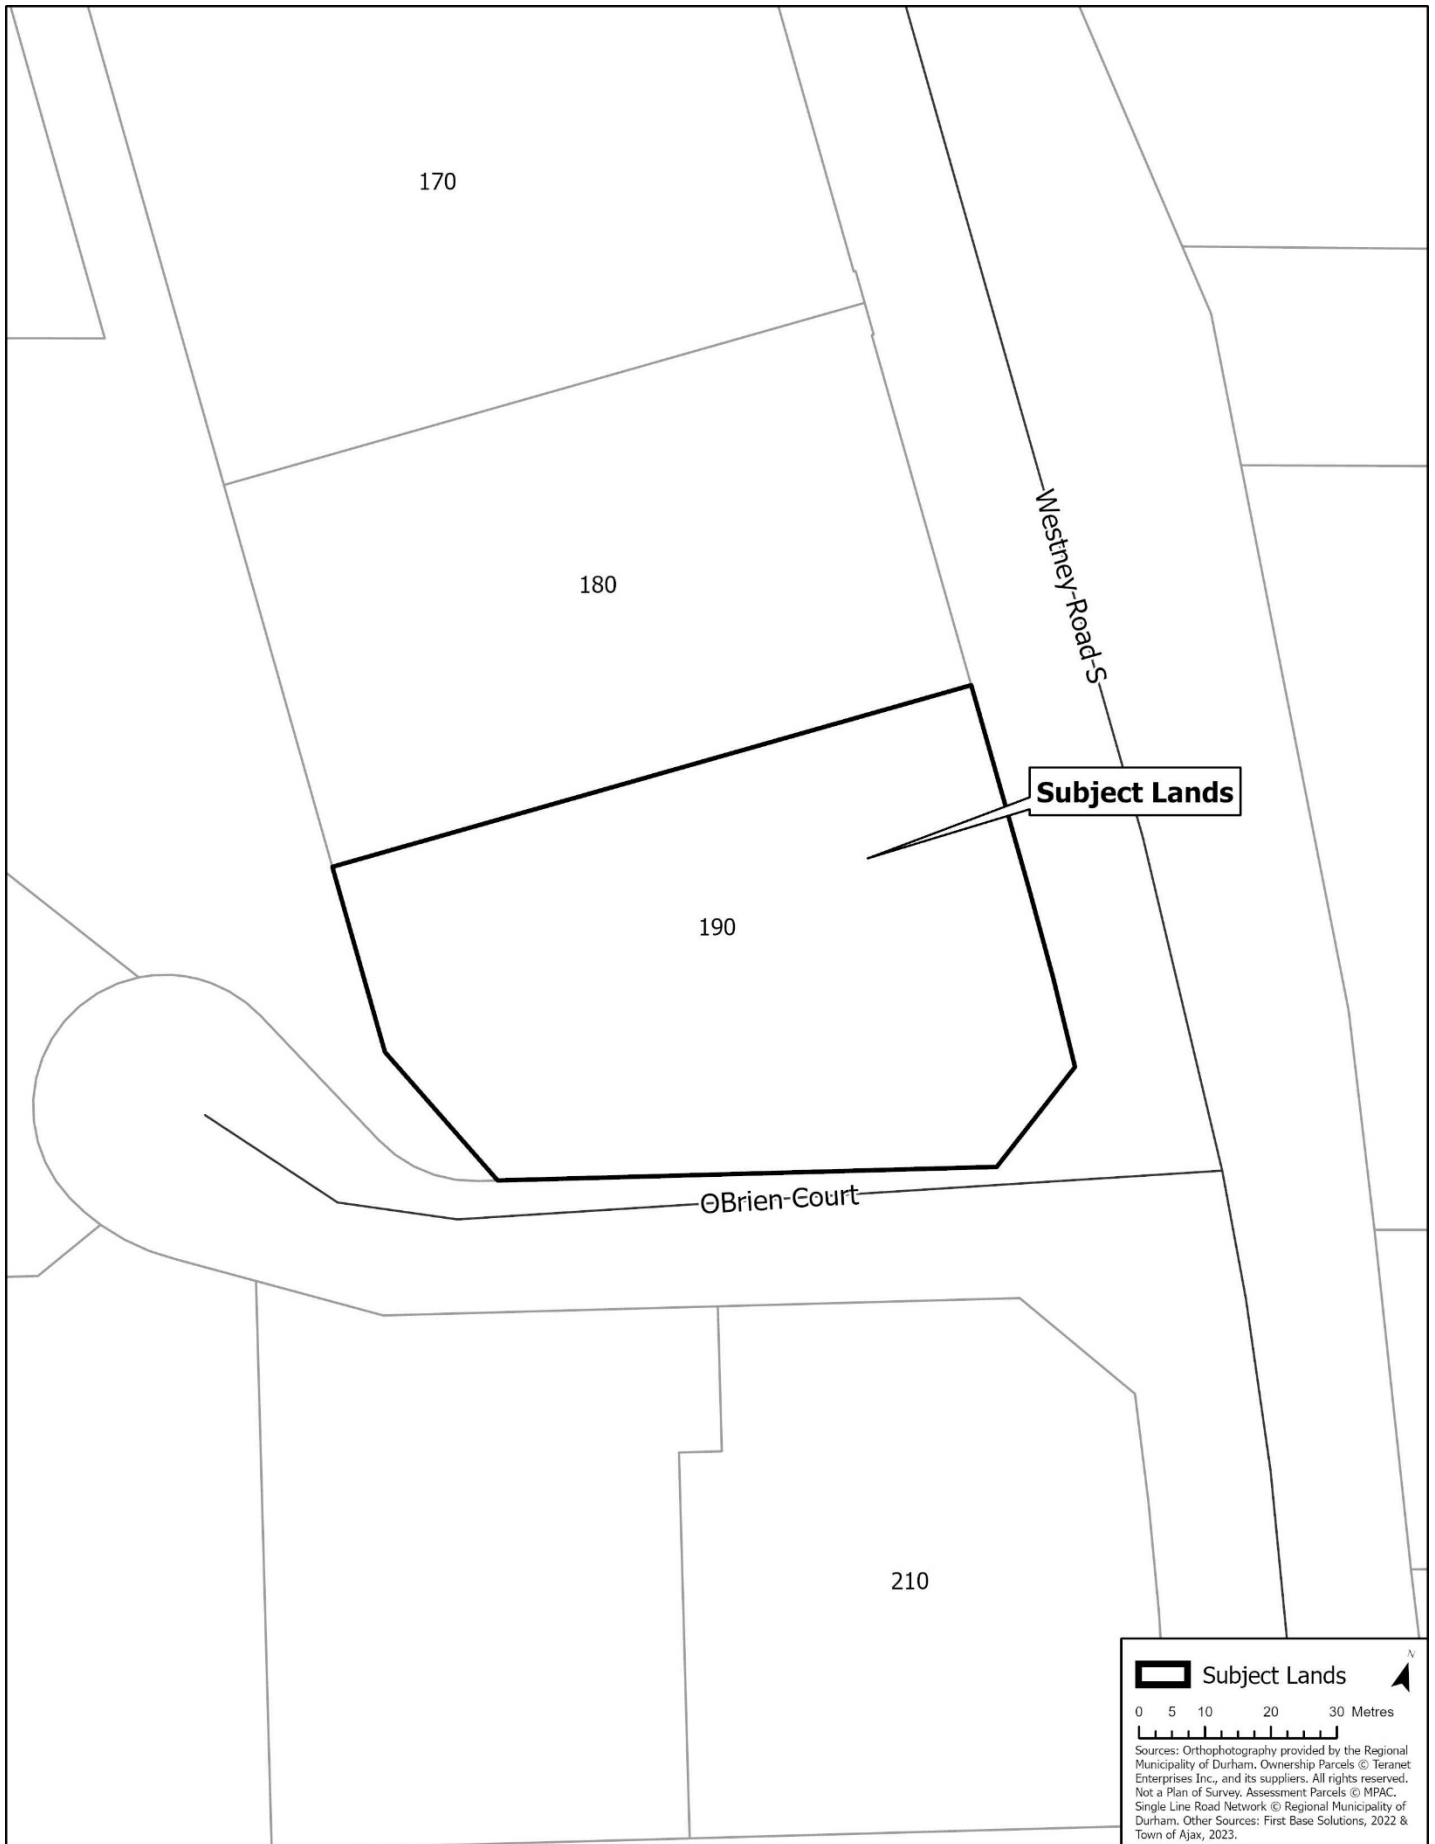 170
180
Westney Road S
Subject Lands
190
OBrien Court
210
N
Subject Lands
0 5 10 20 30 Metres
Sources: Orthophotography provided by the Regional
Municipality of Durham. Ownership Parcels © Teranet
Enterprises Inc., and its suppliers. All rights reserved.
Not a Plan of Survey. Assessment Parcels © MPAC.
Single Line Road Network © Regional Municipality of
Durham. Other Sources: First Base Solutions, 2022 &
Town of Ajax, 2023.